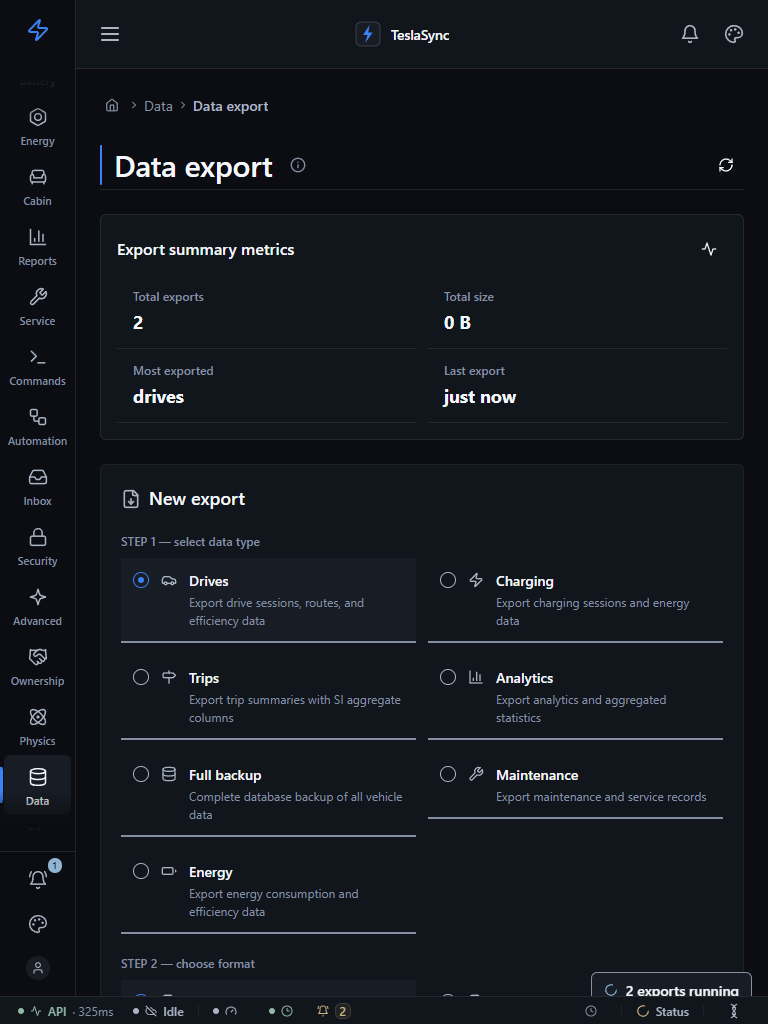 TeslaSync
Battery
Energy
Cabin
Reports
Service
Commands
Automation
Inbox
Security
Advanced
Ownership
Physics
Data
1
Data
Data export
Data export
Export summary metrics
Total exports
2
Total size
0 B
Most exported
drives
Last export
just now
New export
STEP 1 — select data type
Drives
Export drive sessions, routes, and
efficiency data
Charging
Export charging sessions and energy
data
Trips
Export trip summaries with SI aggregate
columns
Analytics
Export analytics and aggregated
statistics
Full backup
Complete database backup of all vehicle
data
Maintenance
Export maintenance and service records
Energy
Export energy consumption and
efficiency data
STEP 2 — choose format
2 exports running
API · 325ms
Idle
2
Status